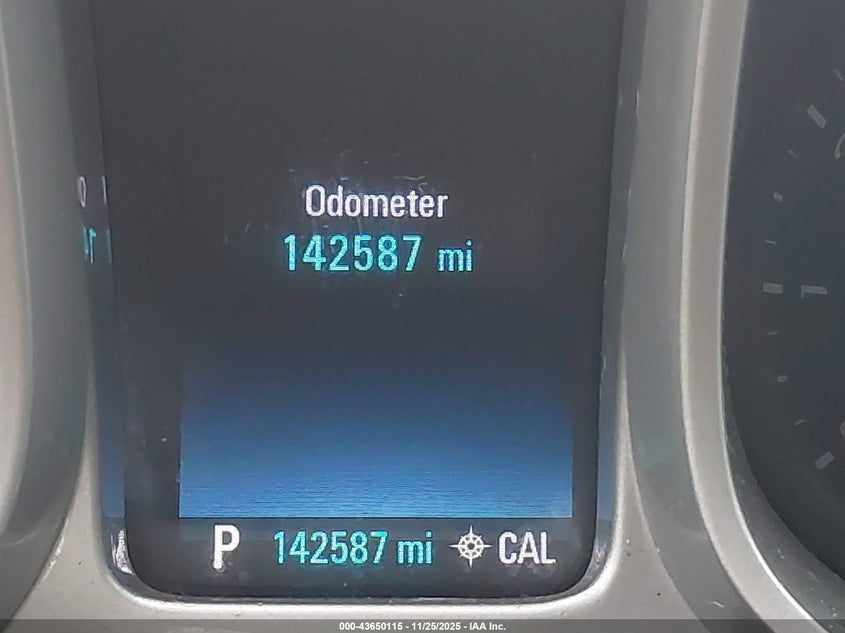 Odometer
142587 mi
P 142587 mi CAL
000-43650115 - 11/25/2025 - IAA Inc.